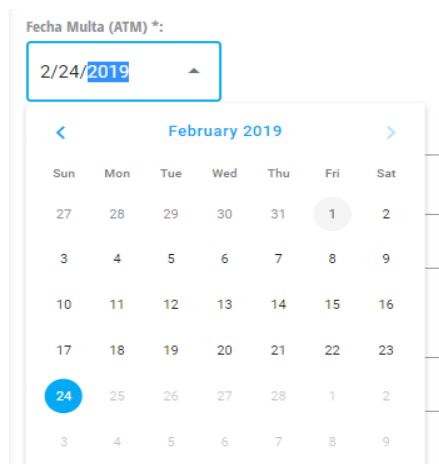 Fecha Multa (ATM) *:
2/24/2019
February 2019
Sun Mon Tue Wed Thu Fri Sat
27 28 29 30 31 1 2
3 4 5 6 7 8 9
10 11 12 13 14 15 16
17 18 19 20 21 22 23
24 25 26 27 28 1 2
3 4 5 6 7 8 9